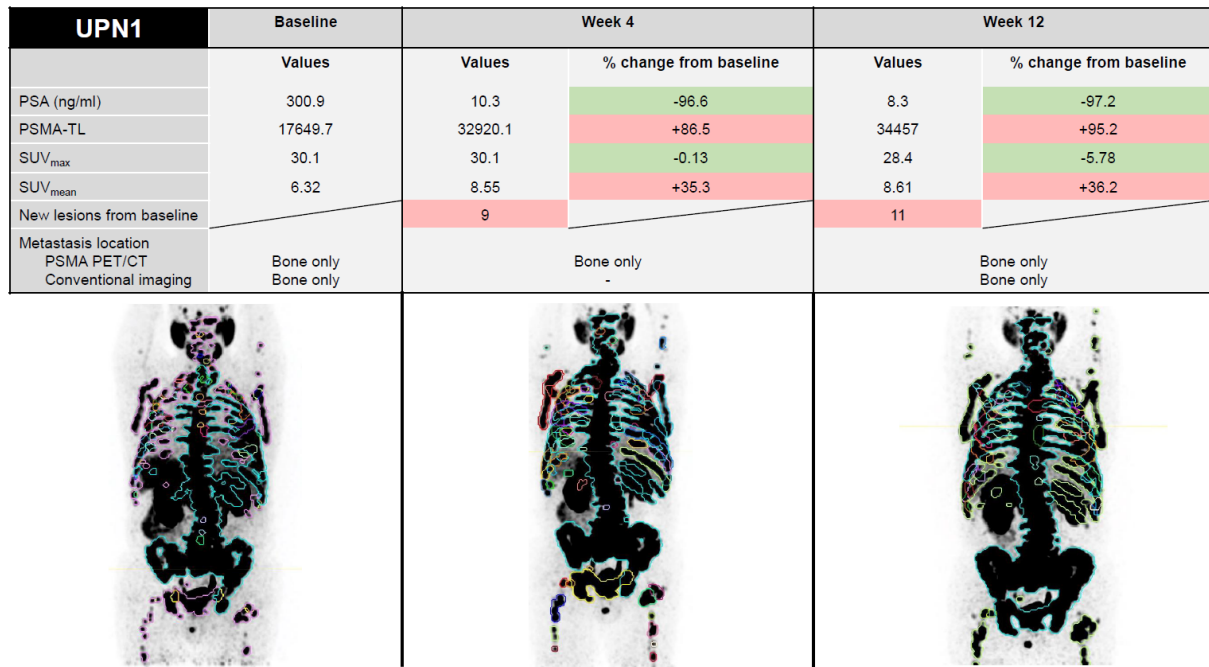 UPN1 Baseline Week 4 Week 12
Values Values % change from baseline Values % change from baseline
PSA (ng/ml) 300.9 10.3 -96.6 8.3 -97.2
PSMA-TL 17649.7 32920.1 +86.5 34457 +95.2
SUVmax 30.1 30.1 -0.13 28.4 -5.78
SUVmean 6.32 8.55 +35.3 8.61 +36.2
New lesions from baseline 9 11
Metastasis location
PSMA PET/CT Bone only Bone only Bone only
Conventional imaging Bone only - Bone only